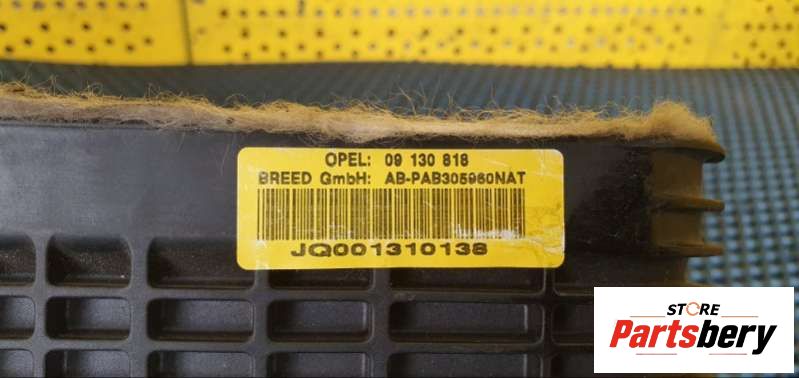 OPEL: 09 130 818
BREED GmbH: AB-PAB305960NAT
JQ001310138
STORE
Partsbery